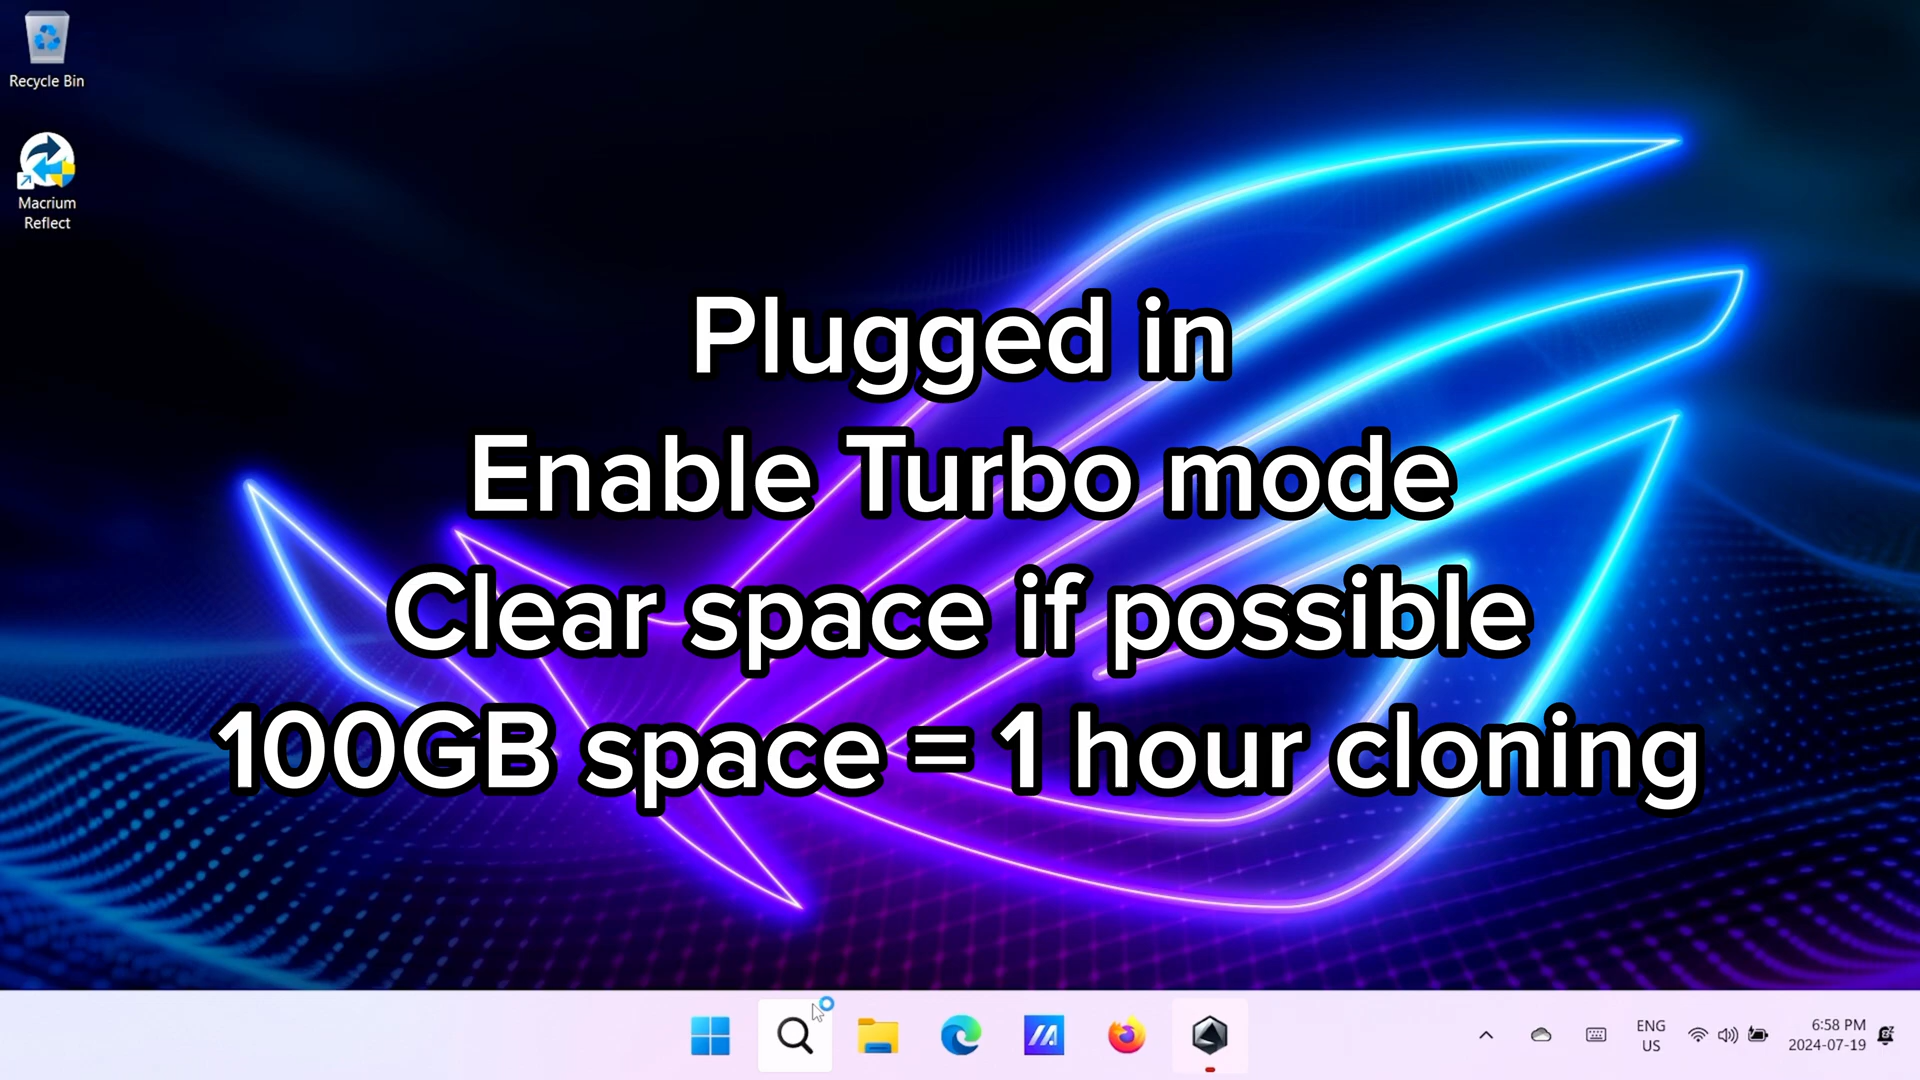 Recycle Bin
Macrium
Reflect
Plugged in
Enable Turbo mode
Clear space if possible
100GB space = 1 hour cloning
ENG
US
6:58 PM
2024-07-19